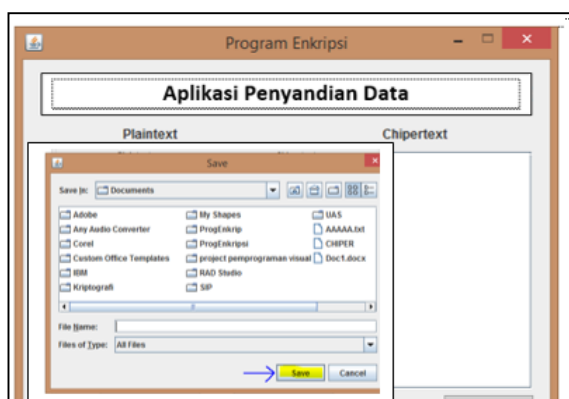 Program Enkripsi
Aplikasi Penyandian Data
Plaintext Chipertext
Save
Save In: Documents
Adobe My Shapes UAS
Any Audio Converter ProgEnkrip AAAAA.txt
Corel ProgEnkripsi CHIPER
Custom Office Templates project pemprograman visual Doc1.docx
IBM RAD Studio
Kriptografi SIP
File Name:
Files of Type: All Files
Save Cancel